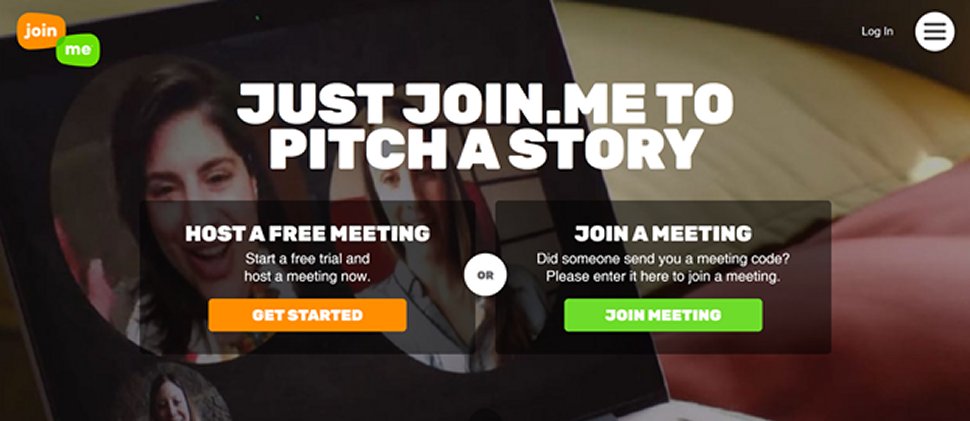 join
me
Log In
JUST JOIN.ME TO
PITCH A STORY
HOST A FREE MEETING
Start a free trial and
host a meeting now.
GET STARTED
OR
JOIN A MEETING
Did someone send you a meeting code?
Please enter it here to join a meeting.
JOIN MEETING